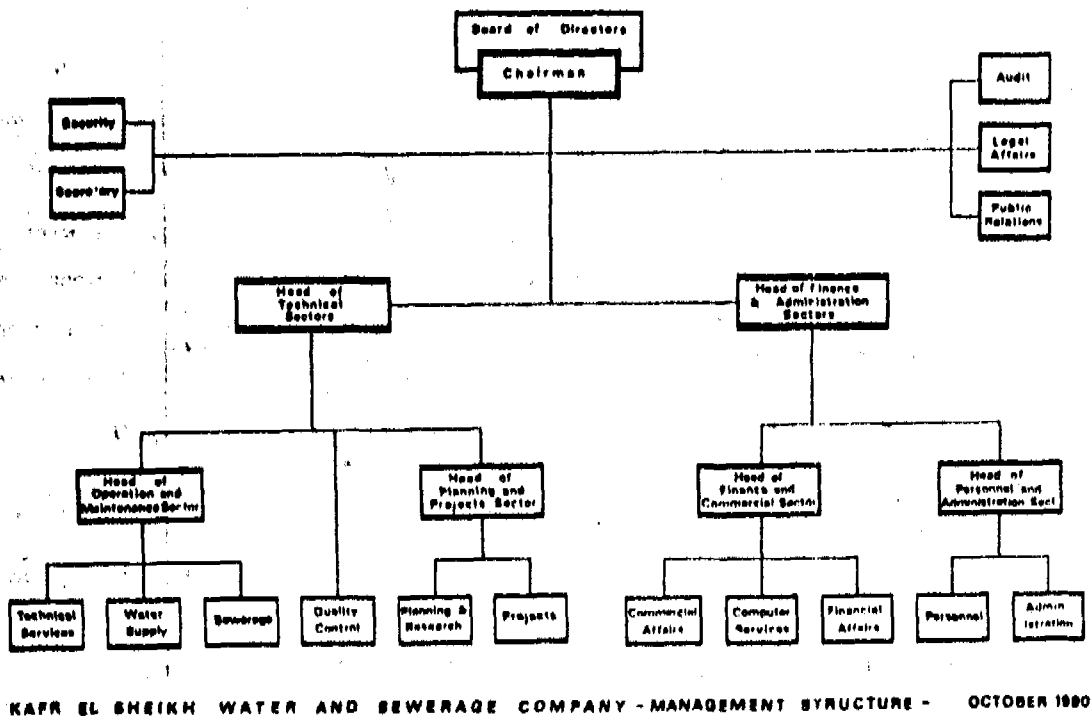 Board of Directors
Chairman
Audit
Security
Legal
Affairs
Secretary
Public
Relations
Head of
Technical
Sectors
Head of Finance
& Administration
Sectors
Head of
Operation and
Maintenance Sector
Head of
Planning and
Projects Sector
Head of
Finance and
Commercial Sector
Head of
Personnel and
Administration Sect
Technical
Services
Water
Supply
Sewerage
Quality
Control
Planning &
Research
Projects
Commercial
Affairs
Computer
Services
Financial
Affairs
Personnel
Admin
istration
KAFR EL SHEIKH WATER AND SEWERAGE COMPANY - MANAGEMENT STRUCTURE - OCTOBER 1990